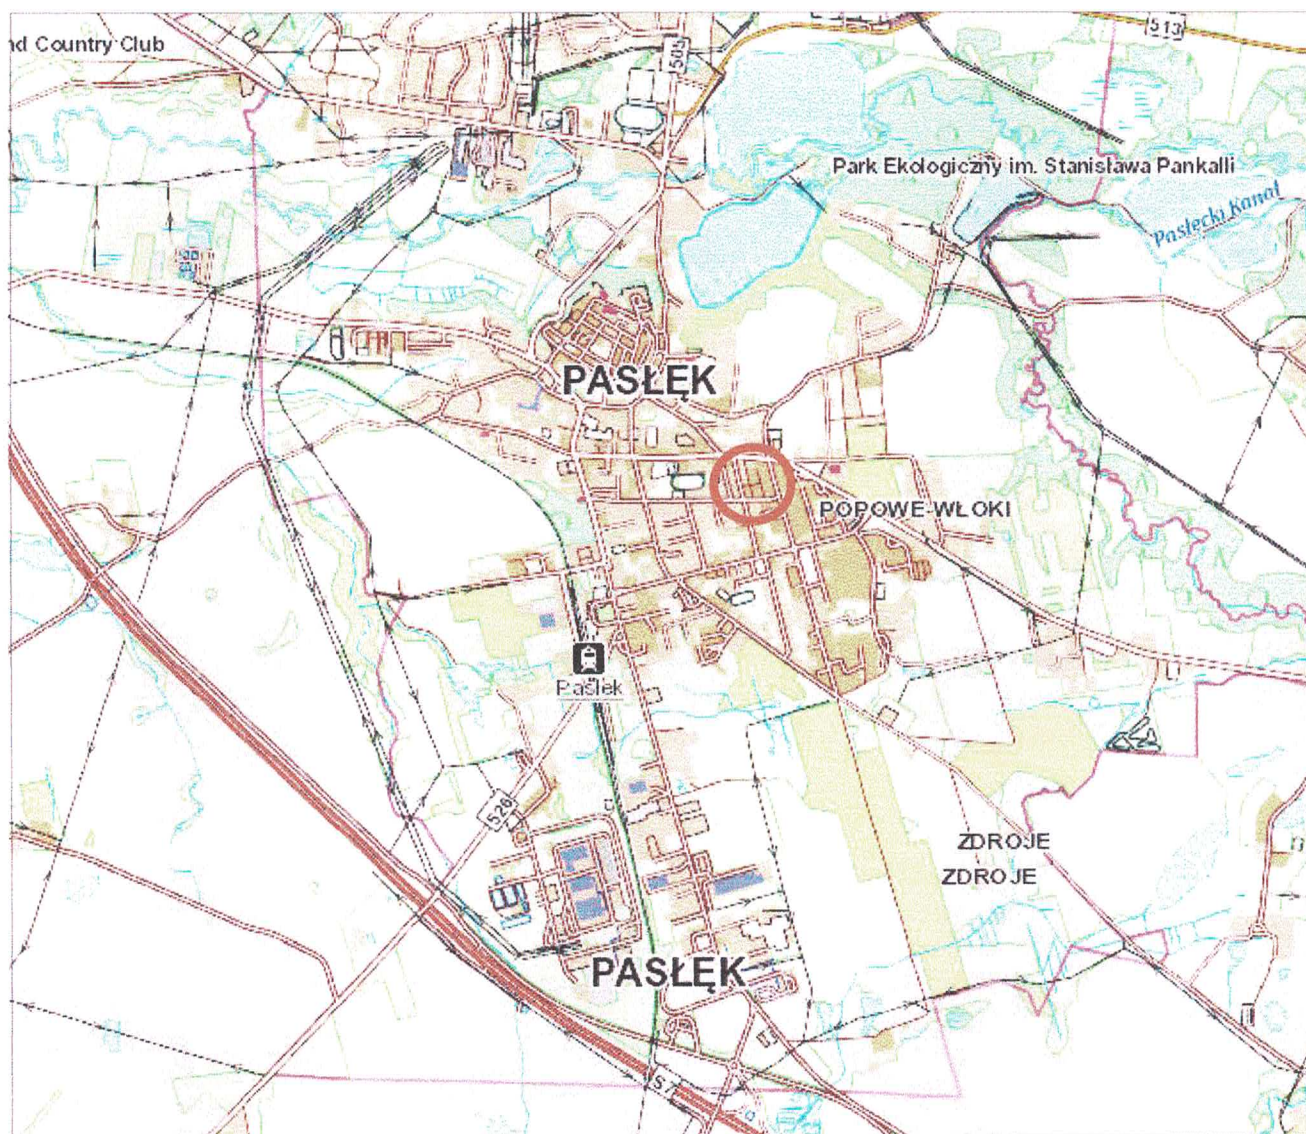 nd Country Club
505
513
Park Ekologiczny im. Stanisława Pankalli
Pasłęcki Kanał
PASŁĘK
POPOWE-WŁOKI
Pasłęk
526
ZDROJE
ZDROJE
PASŁĘK
S7